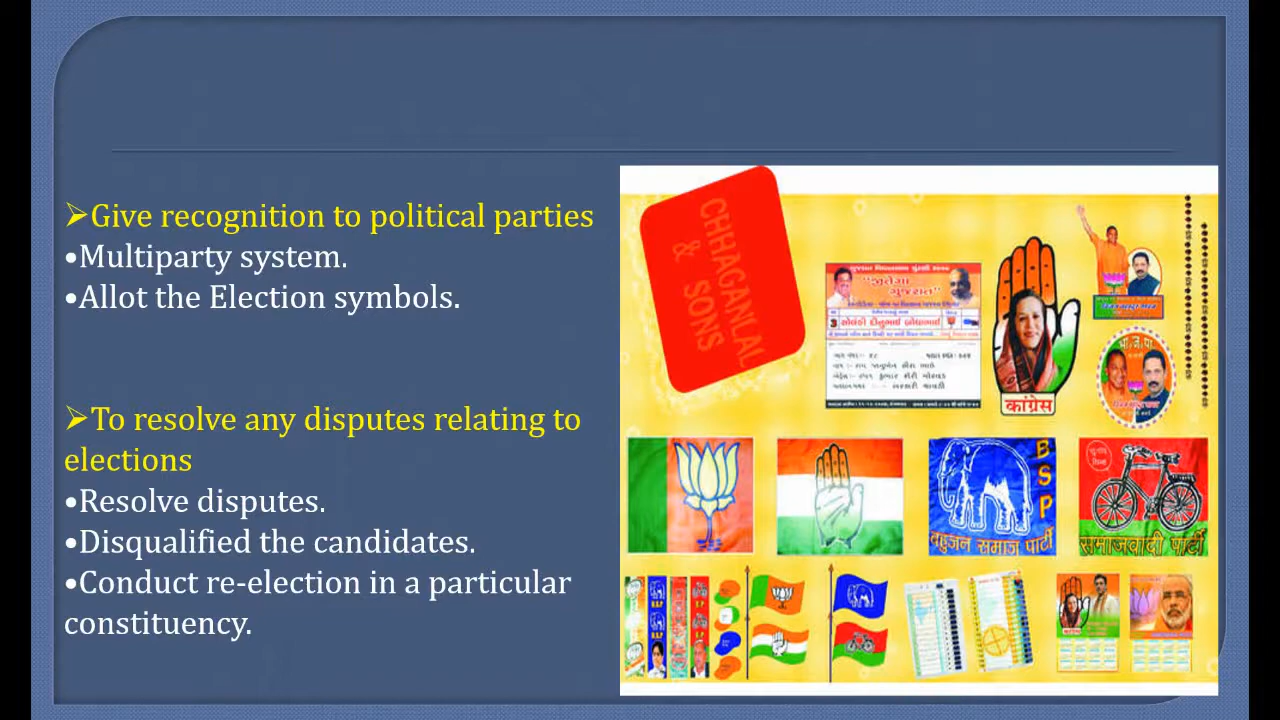 ➢Give recognition to political parties
•Multiparty system.
•Allot the Election symbols.
➢To resolve any disputes relating to
elections
•Resolve disputes.
•Disqualified the candidates.
•Conduct re-election in a particular
constituency.
CHHAGANLAL
& SONS
"જીતેગા
ગુજરાત"
कांग्रेस
भा.ज.पा.
BSP
बहुजन समाज पार्टी
चुनाव
चिन्ह
समाजवादी पार्टी